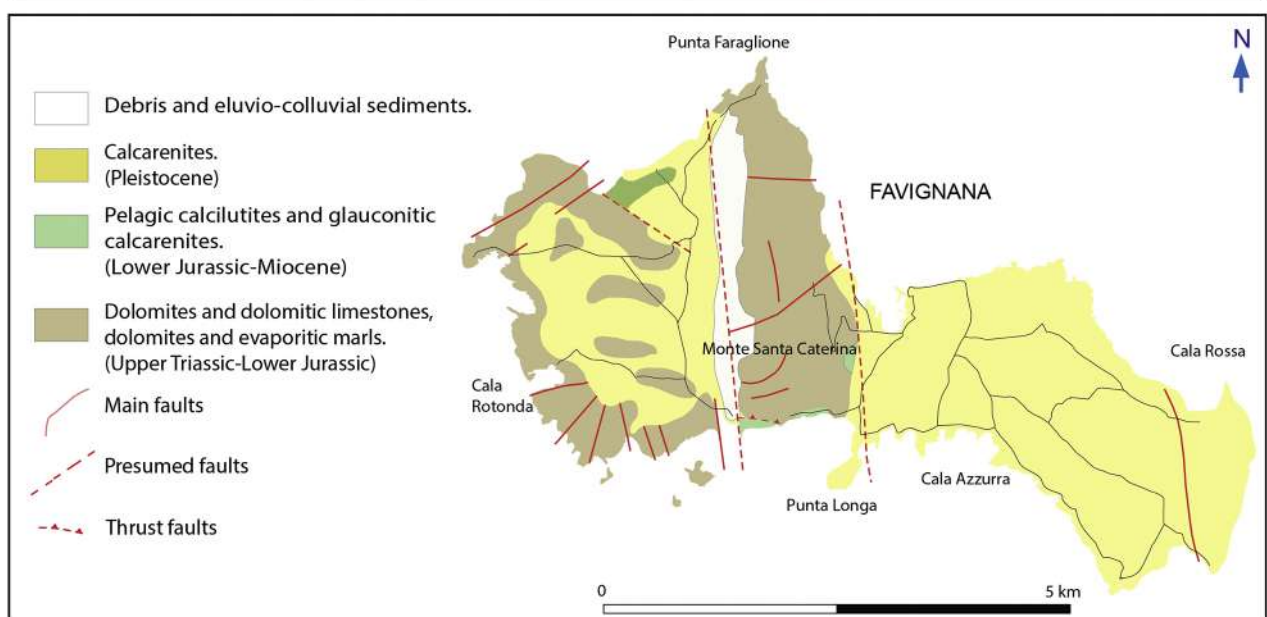 Punta Faraglione
N
Debris and eluvio-colluvial sediments.
Calcarenites.
(Pleistocene)
FAVIGNANA
Pelagic calcilutites and glauconitic
calcarenites.
(Lower Jurassic-Miocene)
Dolomites and dolomitic limestones,
dolomites and evaporitic marls.
(Upper Triassic-Lower Jurassic)
Monte Santa Caterina
Cala Rossa
Cala
Rotonda
Main faults
Presumed faults
Cala Azzurra
Punta Longa
Thrust faults
0
5 km